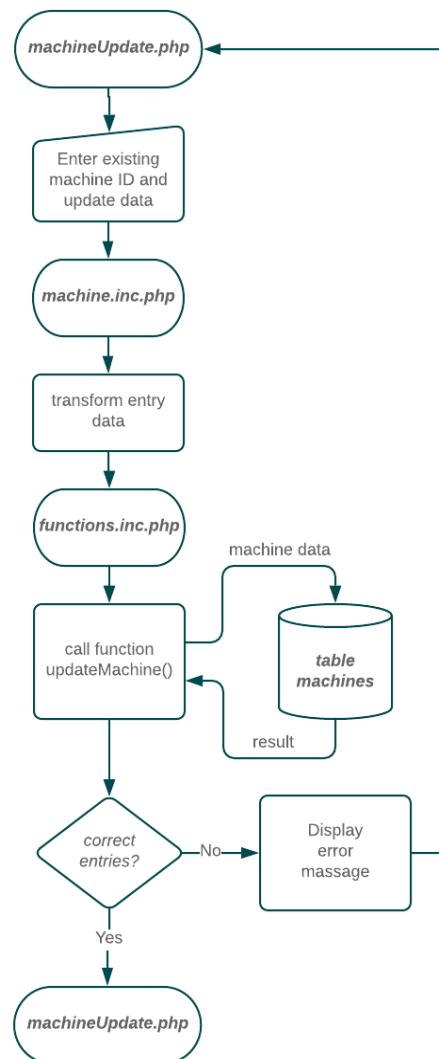 machineUpdate.php
Enter existing
machine ID and
update data
machine.inc.php
transform entry
data
functions.inc.php
machine data
call function
updateMachine()
table
machines
result
correct
entries?
No
Display
error
massage
Yes
machineUpdate.php